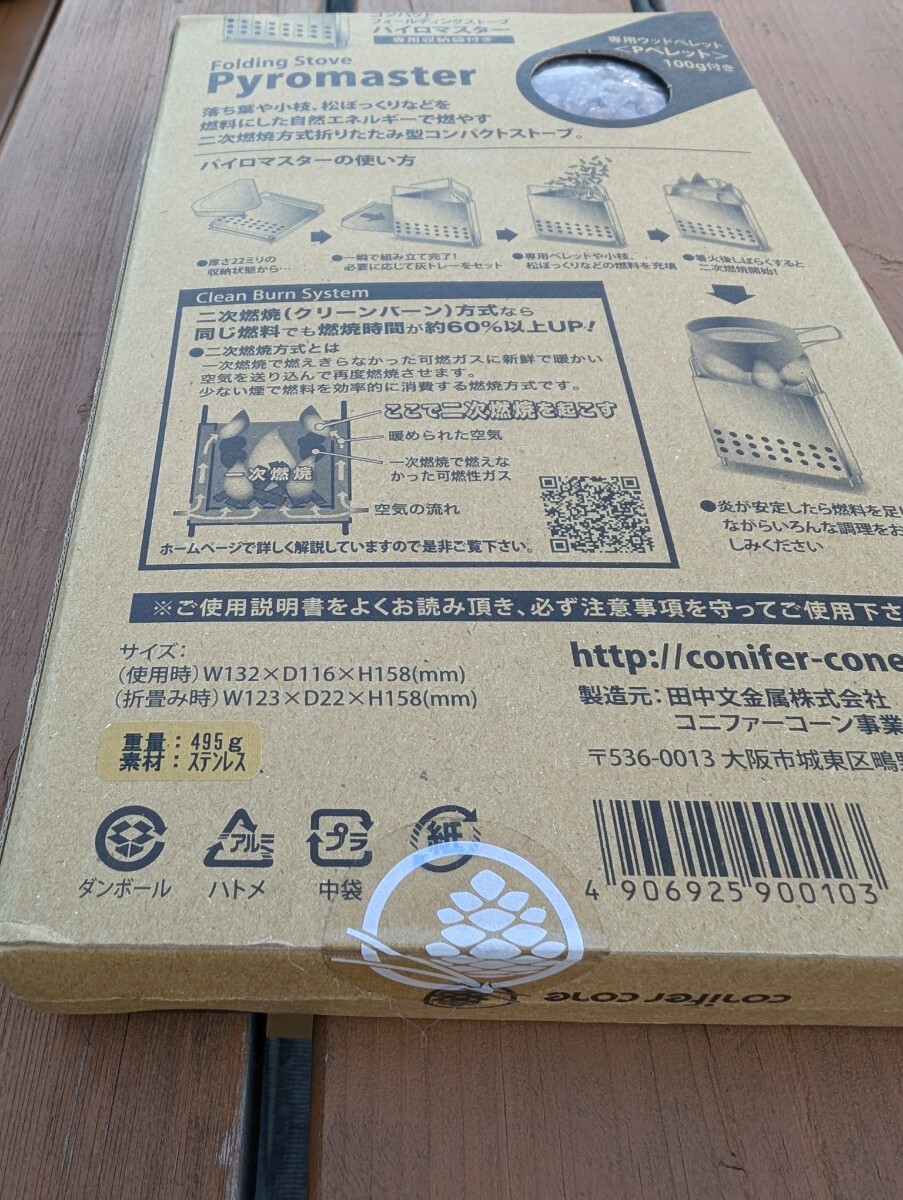 コンパクト
フォールディングストーブ
パイロマスター
専用収納袋付き
専用ウッドペレット
<Pペレット>
100g付き
Folding Stove
Pyromaster
落ち葉や小枝、松ぼっくりなどを
燃料にした自然エネルギーで燃やす
二次燃焼方式折りたたみ型コンパクトストーブ。
パイロマスターの使い方
●厚さ22ミリの
収納状態から…
●一瞬で組み立て完了!
必要に応じて灰トレーをセット
●専用ペレットや小枝、
松ぼっくりなどの燃料を充填
●着火後しばらくすると
二次燃焼開始!
Clean Burn System
二次燃焼(クリーンバーン)方式なら
同じ燃料でも燃焼時間が約60%以上UP!
●二次燃焼方式とは
一次燃焼で燃えきらなかった可燃ガスに新鮮で暖かい
空気を送り込んで再度燃焼させます。
少ない煙で燃料を効率的に消費する燃焼方式です。
ここで二次燃焼を起こす
暖められた空気
一次燃焼で燃えな
かった可燃性ガス
一次燃焼
空気の流れ
ホームページで詳しく解説していますので是非ご覧下さい。
●炎が安定したら燃料を足し
ながらいろんな調理をお
しみください
※ご使用説明書をよくお読み頂き、必ず注意事項を守ってご使用下さ
サイズ:
(使用時)W132×D116×H158(mm)
(折畳み時)W123×D22×H158(mm)
重量:495g
素材:ステンレス
http://conifer-cone
製造元:田中文金属株式会社
コニファーコーン事業
〒536-0013 大阪市城東区鴫野
ダンボール
アルミ
ハトメ
プラ
中袋
紙
4 906925 900103
conifer cone